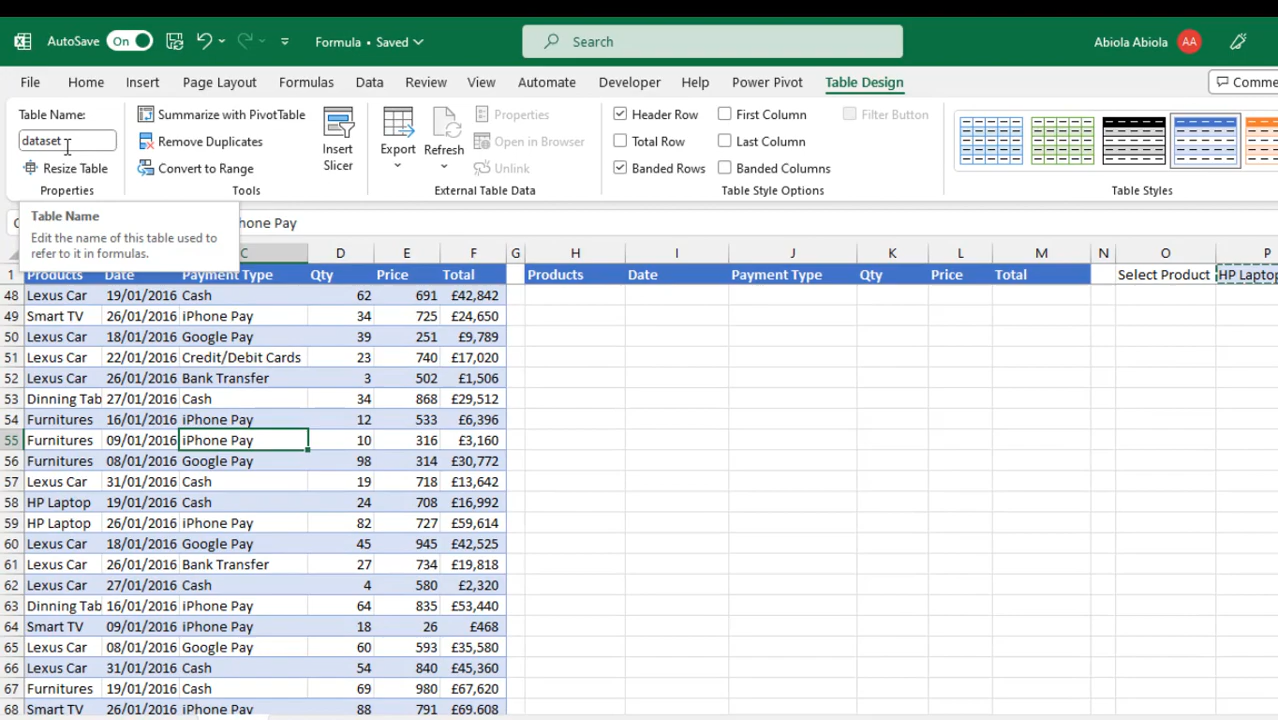 AutoSave On Formula • Saved Search Abiola Abiola AA
File Home Insert Page Layout Formulas Data Review View Automate Developer Help Power Pivot Table Design
Table Name:
dataset
Resize Table
Properties
Summarize with PivotTable
Remove Duplicates
Convert to Range
Insert
Slicer
Tools
Export
Refresh
Properties
Open in Browser
Unlink
External Table Data
Header Row
Total Row
Banded Rows
First Column
Last Column
Banded Columns
Filter Button
Table Style Options
Table Styles
Table Name
Edit the name of this table used to
refer to it in formulas.
hone Pay
C D E F G H I J K L M N O P
1 Products Date Payment Type Qty Price Total Products Date Payment Type Qty Price Total Select Product HP Laptop
48 Lexus Car 19/01/2016 Cash 62 691 £42,842
49 Smart TV 26/01/2016 iPhone Pay 34 725 £24,650
50 Lexus Car 18/01/2016 Google Pay 39 251 £9,789
51 Lexus Car 22/01/2016 Credit/Debit Cards 23 740 £17,020
52 Lexus Car 26/01/2016 Bank Transfer 3 502 £1,506
53 Dinning Tab 27/01/2016 Cash 34 868 £29,512
54 Furnitures 16/01/2016 iPhone Pay 12 533 £6,396
55 Furnitures 09/01/2016 iPhone Pay 10 316 £3,160
56 Furnitures 08/01/2016 Google Pay 98 314 £30,772
57 Lexus Car 31/01/2016 Cash 19 718 £13,642
58 HP Laptop 19/01/2016 Cash 24 708 £16,992
59 HP Laptop 26/01/2016 iPhone Pay 82 727 £59,614
60 Lexus Car 18/01/2016 Google Pay 45 945 £42,525
61 Lexus Car 26/01/2016 Bank Transfer 27 734 £19,818
62 Lexus Car 27/01/2016 Cash 4 580 £2,320
63 Dinning Tab 16/01/2016 iPhone Pay 64 835 £53,440
64 Smart TV 09/01/2016 iPhone Pay 18 26 £468
65 Lexus Car 08/01/2016 Google Pay 60 593 £35,580
66 Lexus Car 31/01/2016 Cash 54 840 £45,360
67 Furnitures 19/01/2016 Cash 69 980 £67,620
68 Smart TV 26/01/2016 iPhone Pay 88 791 £69,608